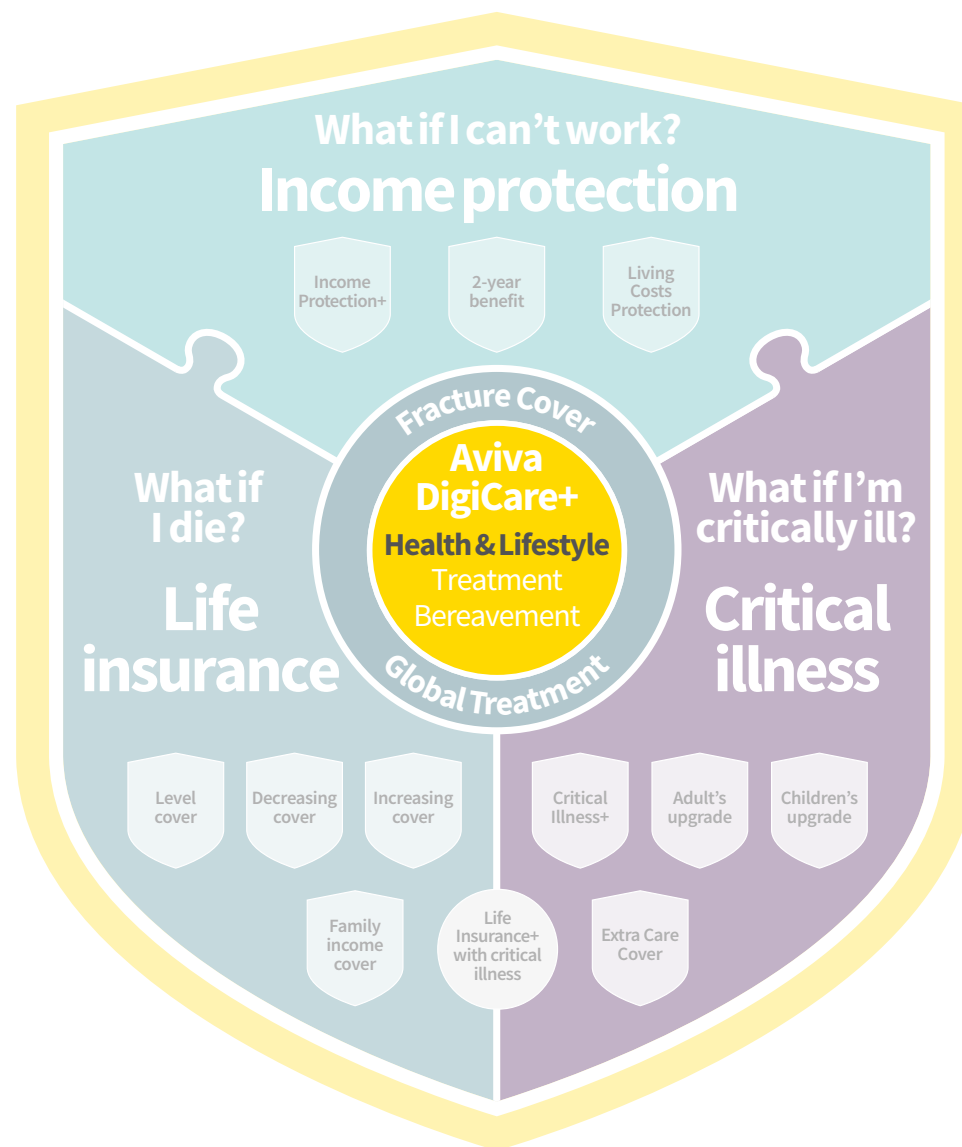 What if I can’t work?
Income protection
Income
Protection+
2-year
benefit
Living
Costs
Protection
Fracture Cover
Aviva
DigiCare+
Health & Lifestyle
Treatment
Bereavement
Global Treatment
What if
I die?
Life
insurance
What if I’m
critically ill?
Critical
illness
Level
cover
Decreasing
cover
Increasing
cover
Critical
Illness+
Adult’s
upgrade
Children’s
upgrade
Family
income
cover
Life
Insurance+
with critical
illness
Extra Care
Cover